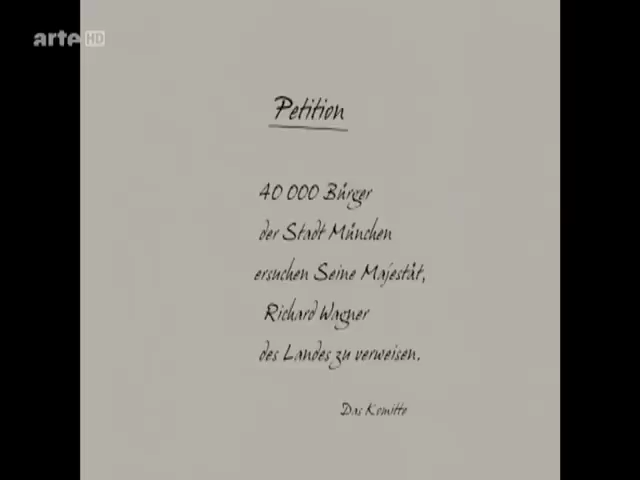 arte HD
Petition
40 000 Bürger
der Stadt München
ersuchen Seine Majestät,
Richard Wagner
des Landes zu verweisen.
Das Komitto